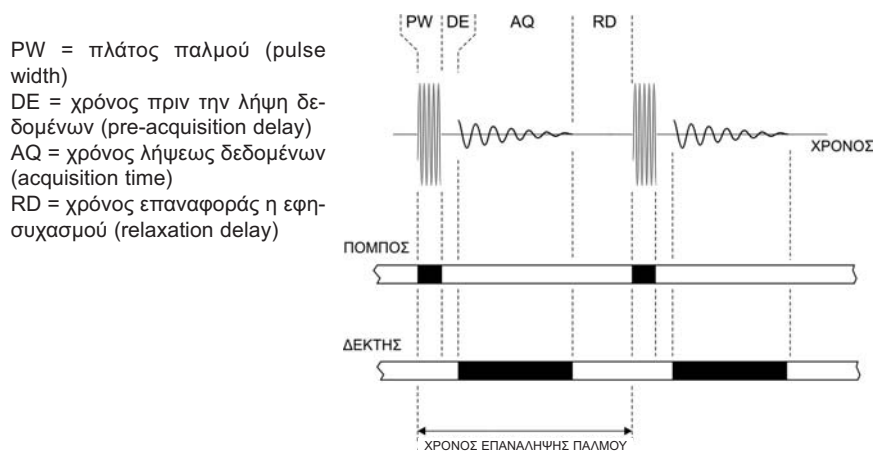 PW = πλάτος παλμού (pulse
width)
DE = χρόνος πριν την λήψη δε-
δομένων (pre-acquisition delay)
AQ = χρόνος λήψεως δεδομένων
(acquisition time)
RD = χρόνος επαναφοράς η εφη-
συχασμού (relaxation delay)
PW DE AQ RD
ΧΡΟΝΟΣ
ΠΟΜΠΟΣ
ΔΕΚΤΗΣ
ΧΡΟΝΟΣ ΕΠΑΝΑΛΗΨΗΣ ΠΑΛΜΟΥ